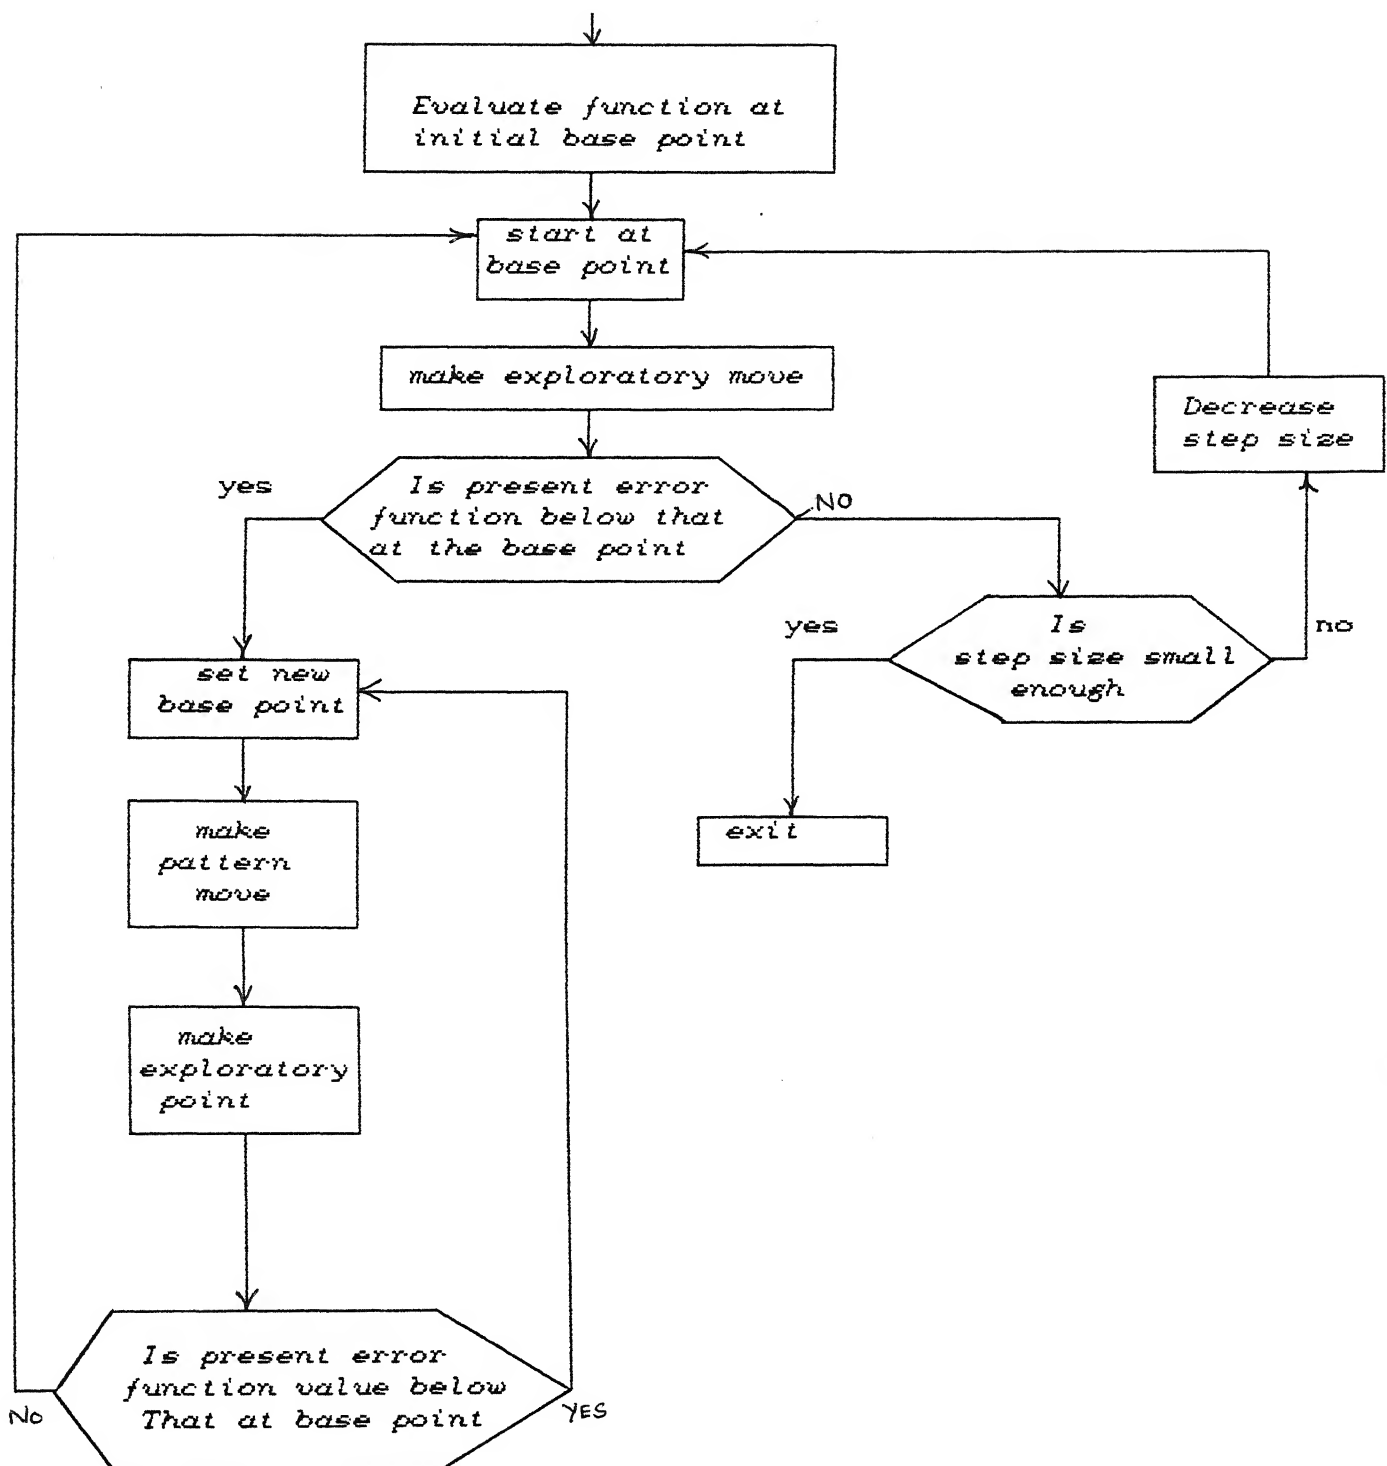 Evaluate function at
initial base point
start at
base point
make exploratory move
Decrease
step size
yes
Is present error
function below that
at the base point
NO
yes
Is
step size small
enough
no
set new
base point
exit
make
pattern
move
make
exploratory
point
Is present error
function value below
That at base point
No
YES